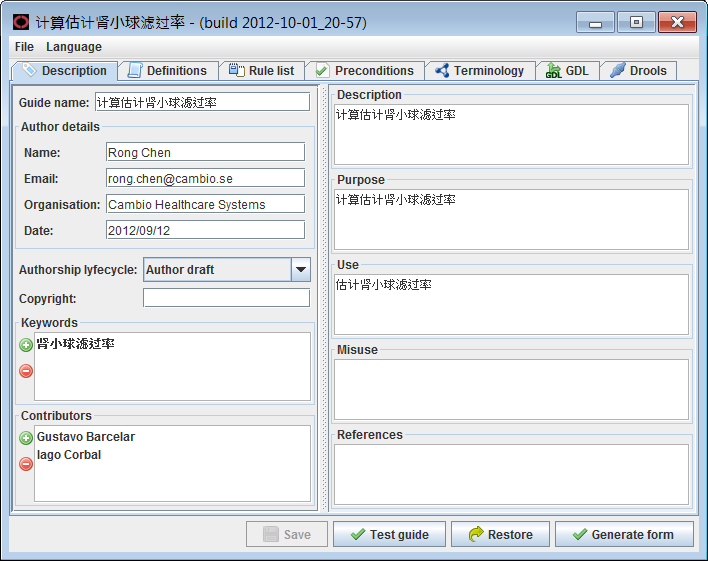 计算估计肾小球滤过率 - (build 2012-10-01_20-57)
File Language
Description Definitions Rule list Preconditions Terminology GDL GDL Drools
Guide name: 计算估计肾小球滤过率
Author details
Name: Rong Chen
Email: rong.chen@cambio.se
Organisation: Cambio Healthcare Systems
Date: 2012/09/12
Authorship lyfecycle: Author draft
Copyright:
Keywords
肾小球滤过率
Contributors
Gustavo Barcelar
Iago Corbal
Description
计算估计肾小球滤过率
Purpose
计算估计肾小球滤过率
Use
估计肾小球滤过率
Misuse
References
Save Test guide Restore Generate form